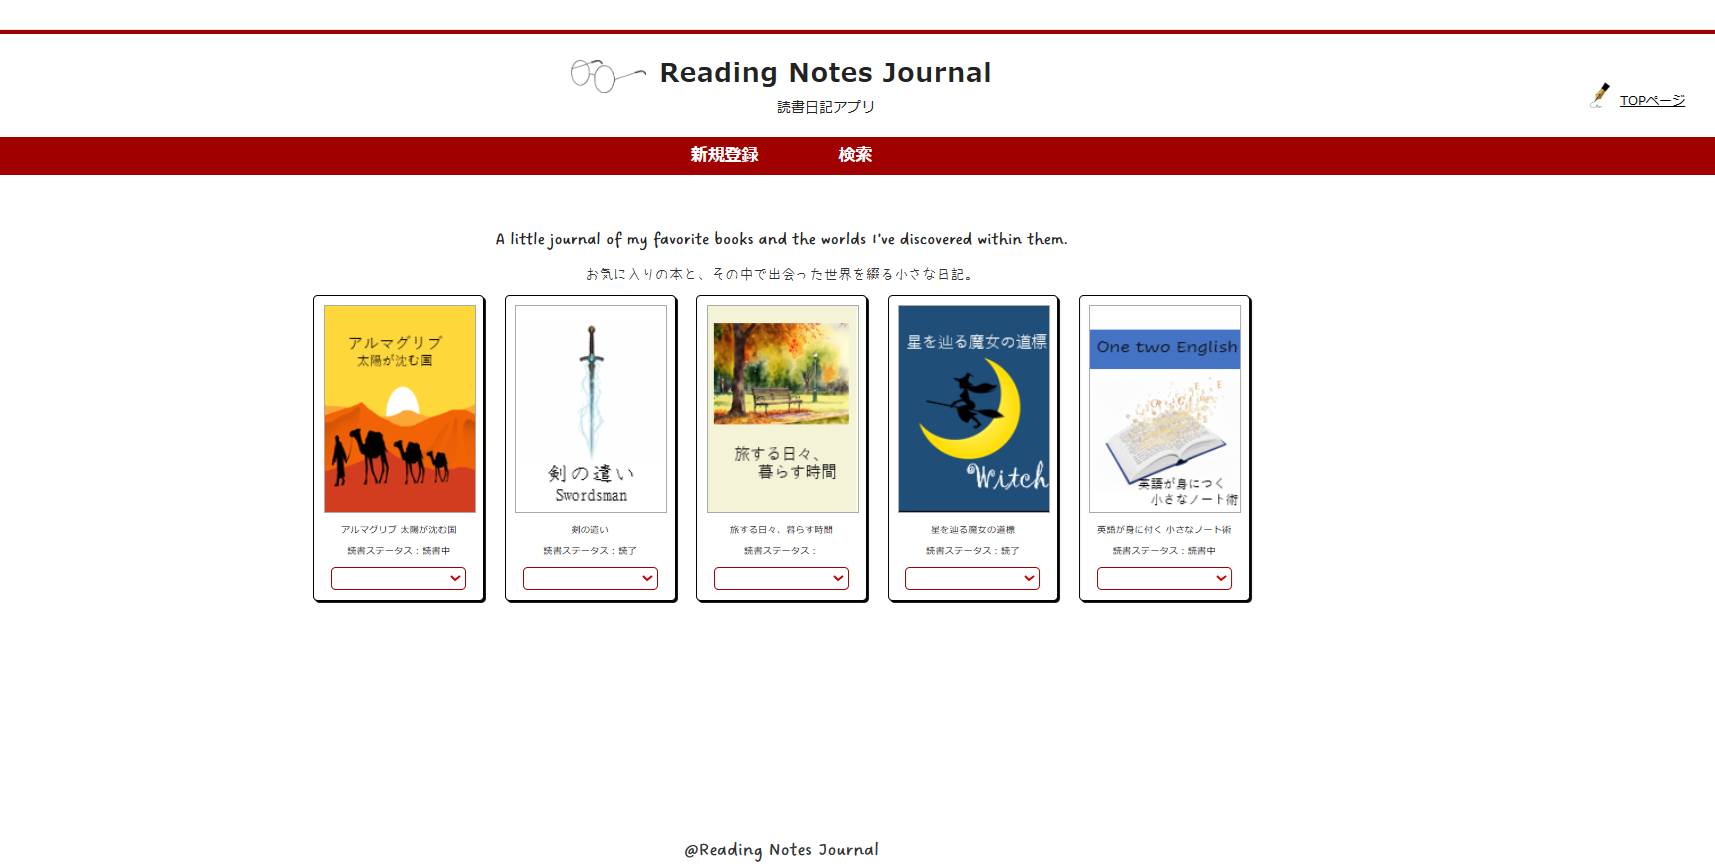 Reading Notes Journal
読書日記アプリ
TOPページ
新規登録
検索
A little journal of my favorite books and the worlds I've discovered within them.
お気に入りの本と、その中で出会った世界を綴る小さな日記。
アルマグリブ
太陽が沈む国
アルマグリブ 太陽が沈む国
読書ステータス：読書中
剣の遣い
Swordsman
剣の遣い
読書ステータス：読了
旅する日々、
暮らす時間
旅する日々、暮らす時間
読書ステータス：
星を辿る魔女の道標
Witch
星を辿る魔女の道標
読書ステータス：読了
One two English
英語が身につく
小さなノート術
英語が身に付く 小さなノート術
読書ステータス：読書中
@Reading Notes Journal